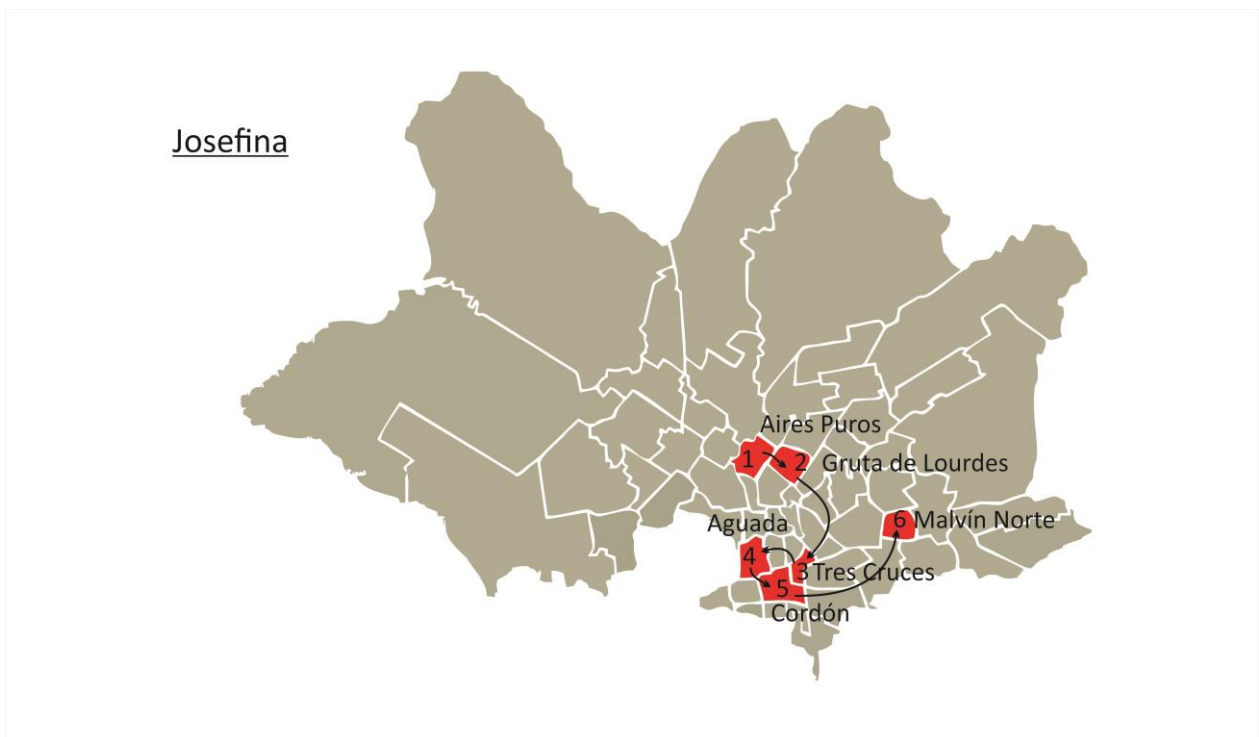 Josefina
Aires Puros
1
2
Gruta de Lourdes
Aguada
6 Malvín Norte
4
3 Tres Cruces
5
Cordón